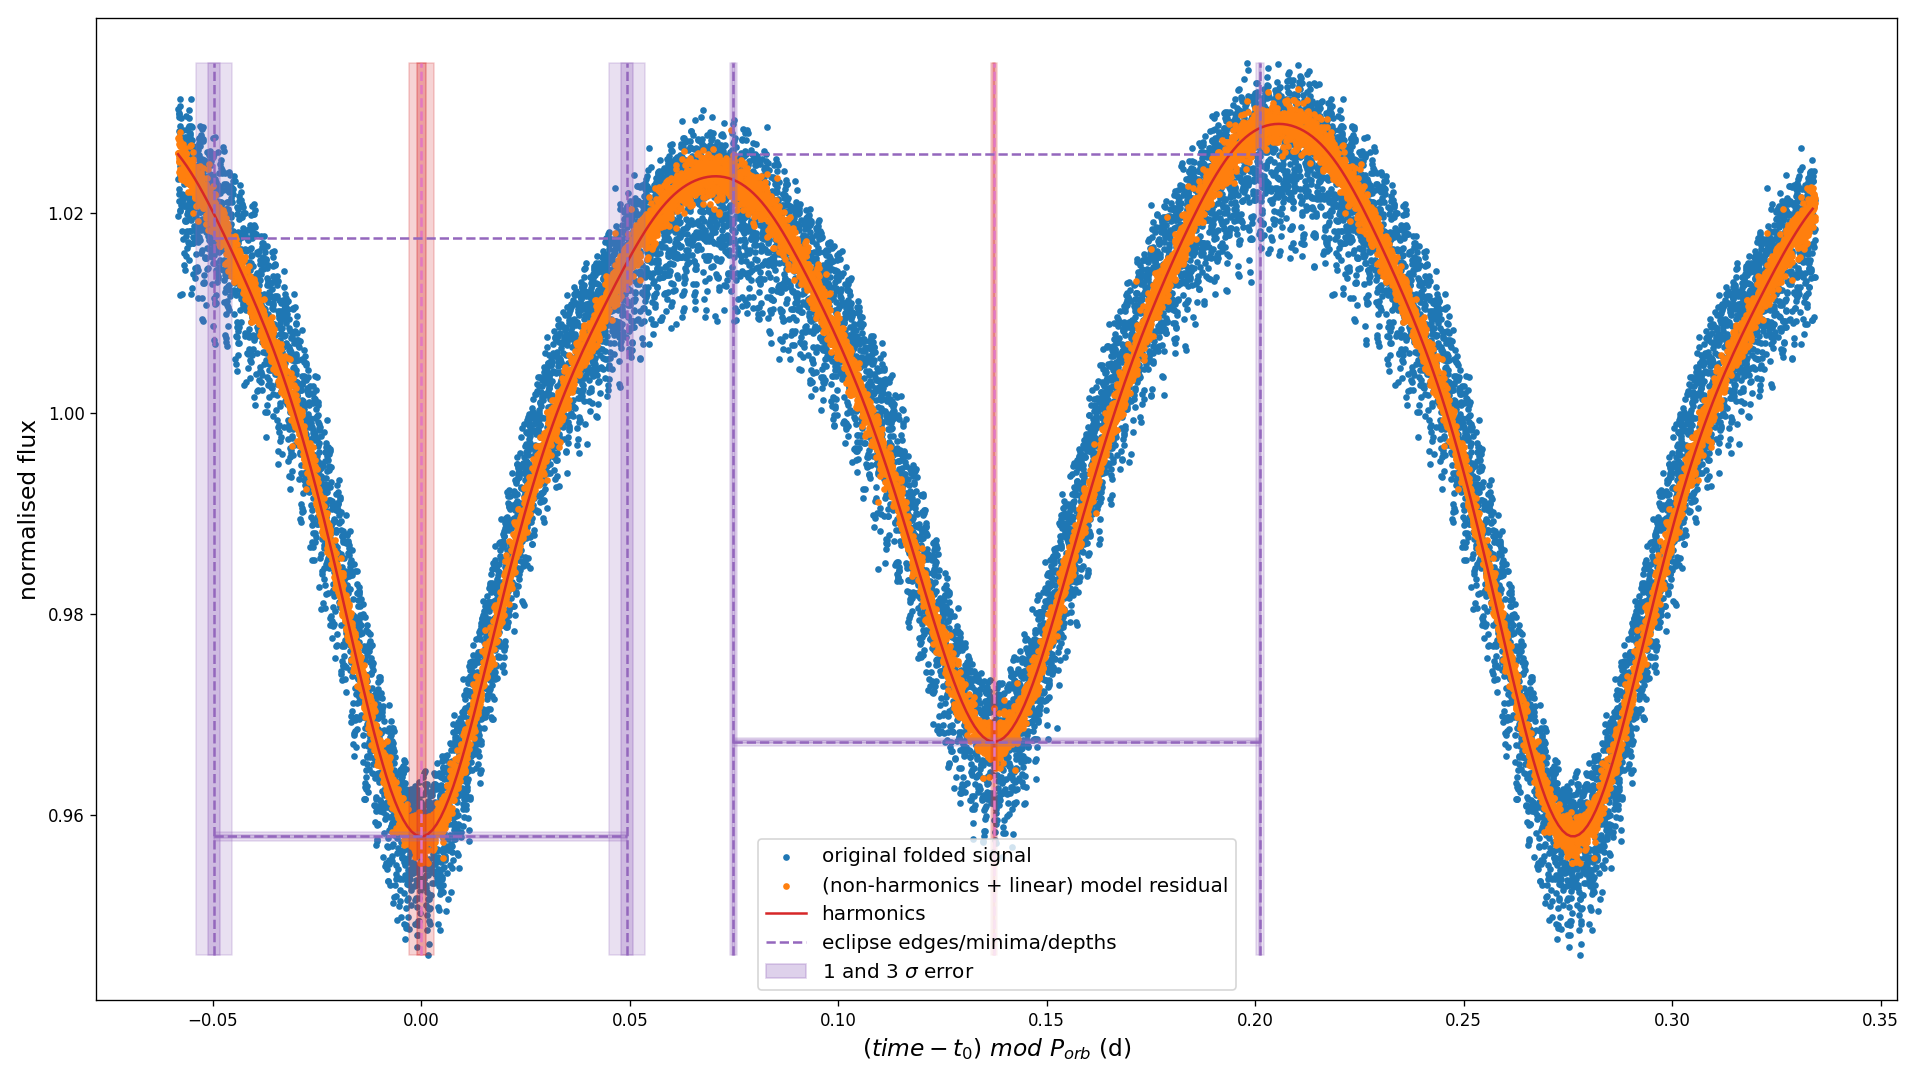 normalised flux
1.02
1.00
0.98
0.96
original folded signal
(non-harmonics + linear) model residual
harmonics
eclipse edges/minima/depths
1 and 3 σ error
−0.05
0.00
0.05
0.10
0.15
0.20
0.25
0.30
0.35
(time − t₀) mod Pₒᵣb (d)